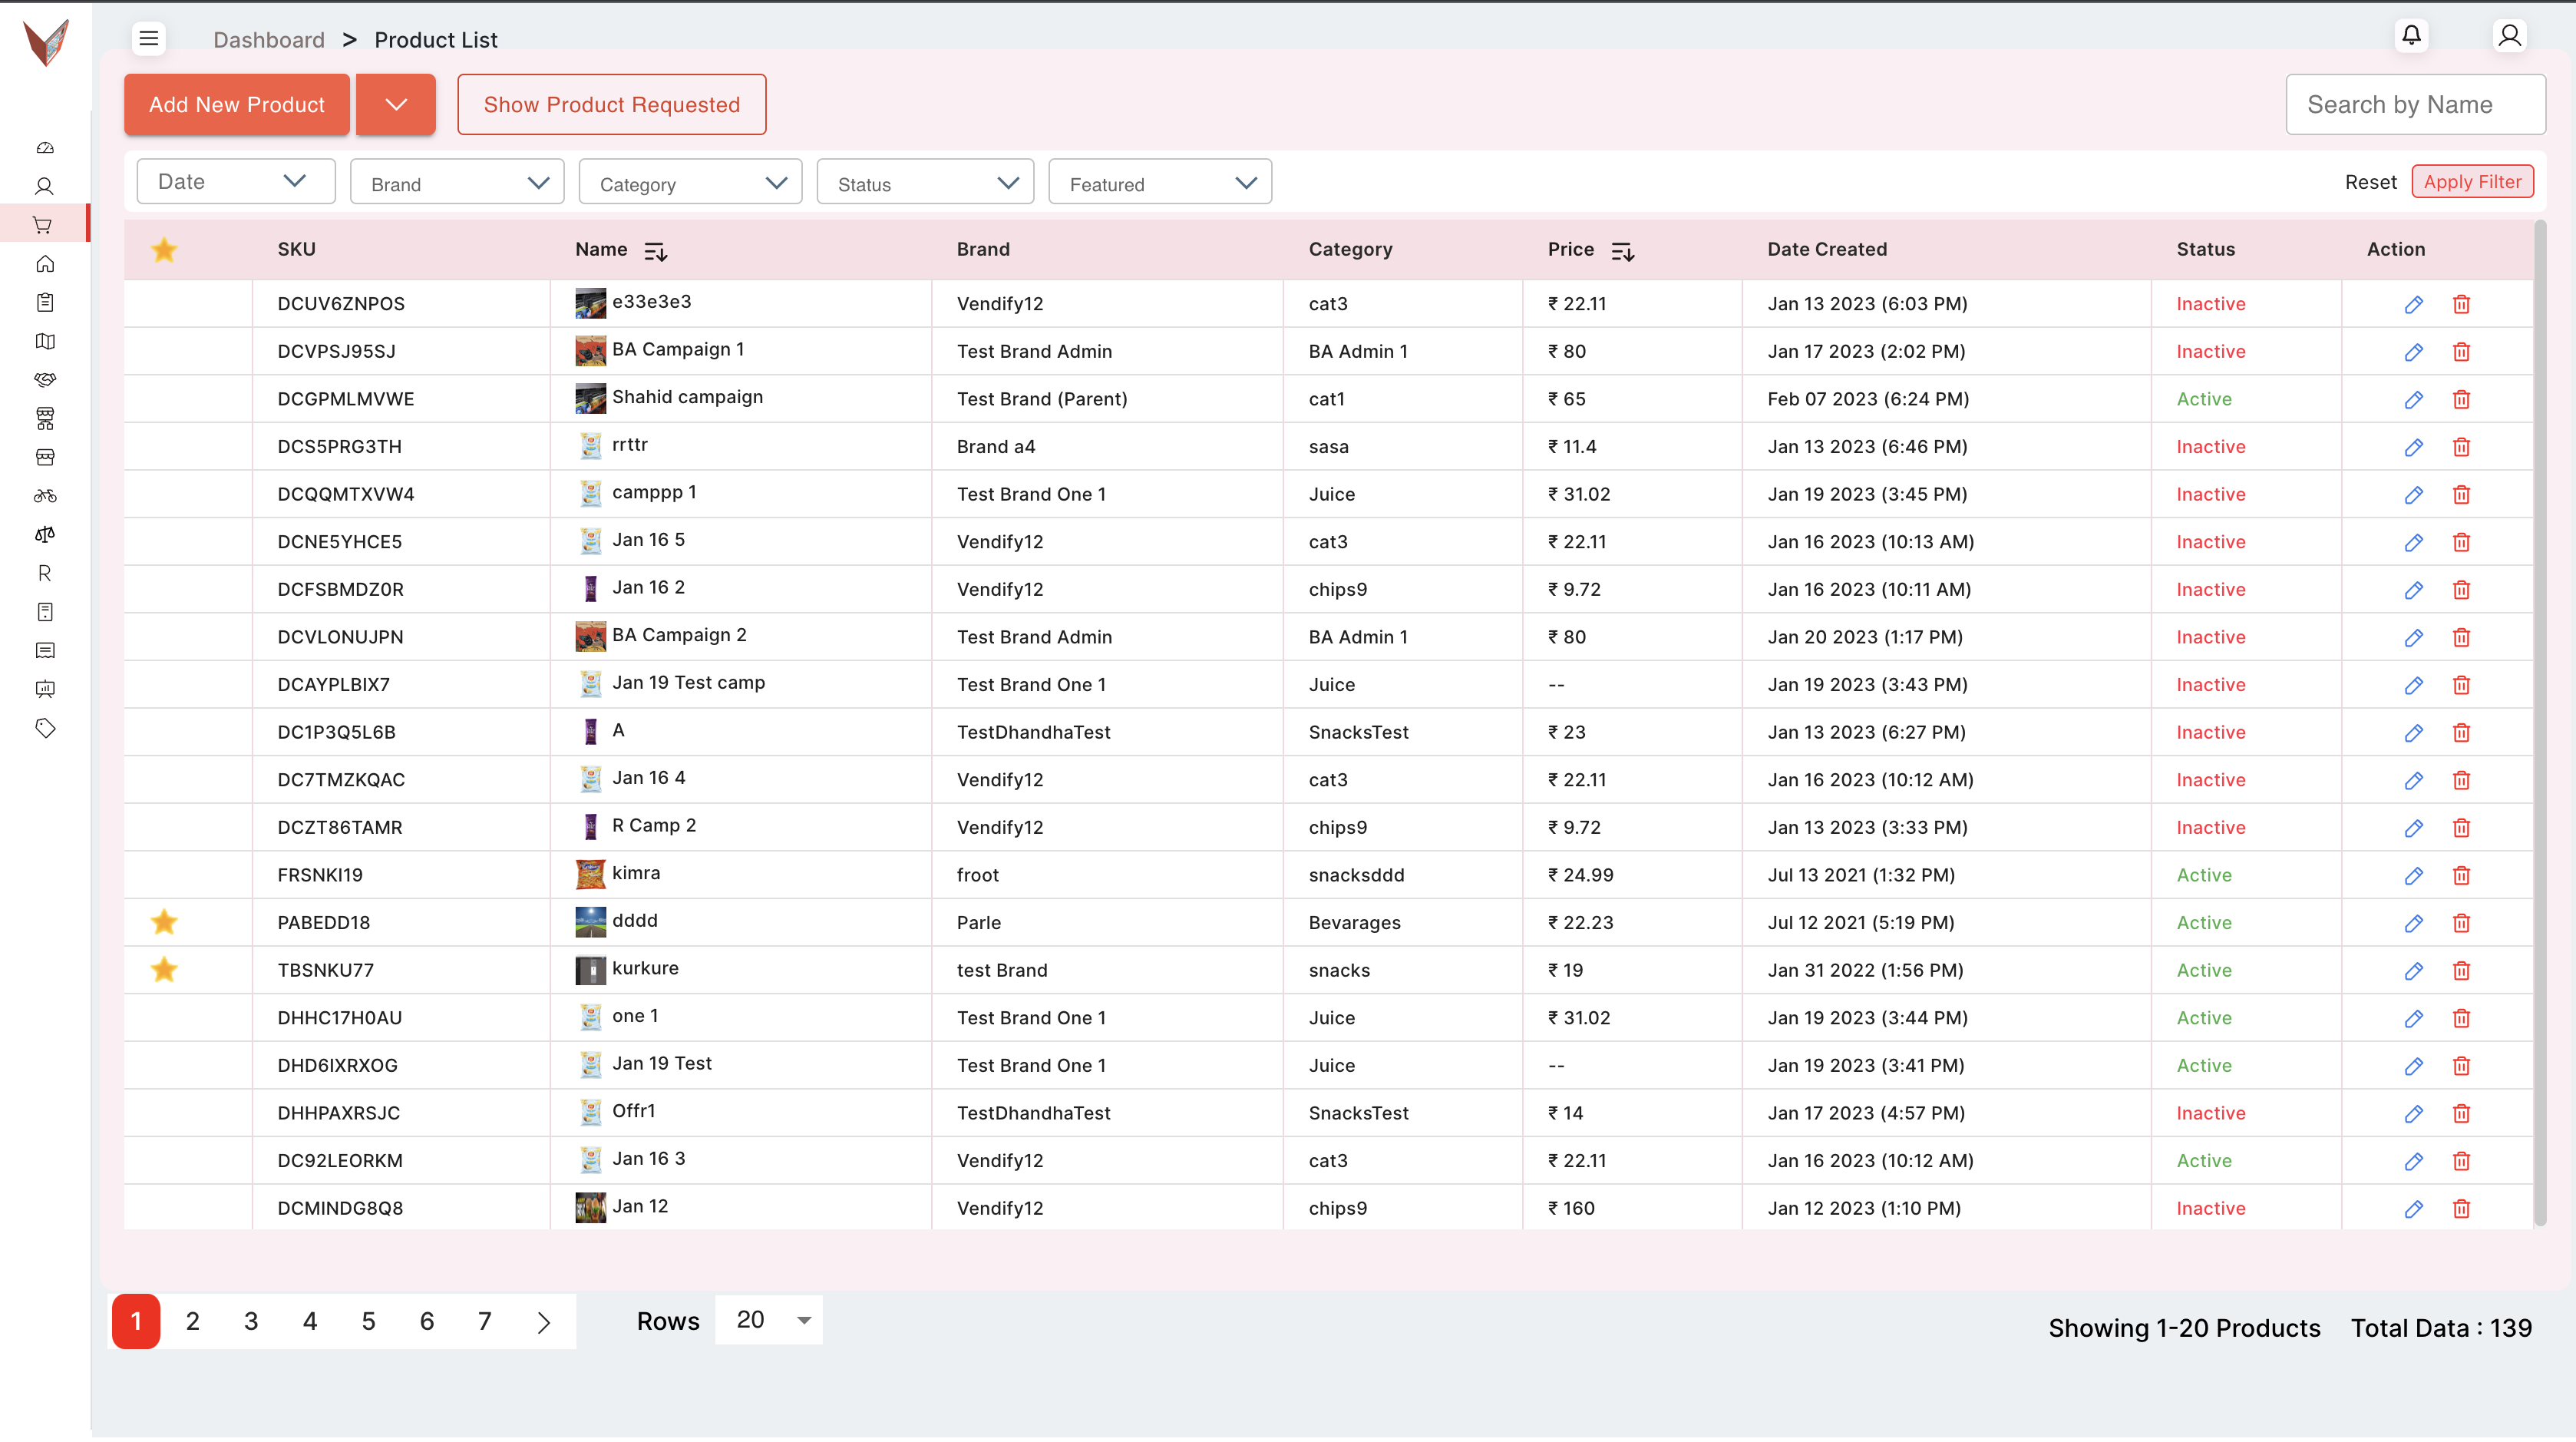 Dashboard > Product List
Add New Product
Show Product Requested
Search by Name
Date Brand Category Status Featured Reset Apply Filter
SKU Name Brand Category Price Date Created Status Action
DCUV6ZNPOS e33e3e3 Vendify12 cat3 ₹ 22.11 Jan 13 2023 (6:03 PM) Inactive
DCVPSJ95SJ BA Campaign 1 Test Brand Admin BA Admin 1 ₹ 80 Jan 17 2023 (2:02 PM) Inactive
DCGPMLMVWE Shahid campaign Test Brand (Parent) cat1 ₹ 65 Feb 07 2023 (6:24 PM) Active
DCS5PRG3TH rrttr Brand a4 sasa ₹ 11.4 Jan 13 2023 (6:46 PM) Inactive
DCQQMTXVW4 camppp 1 Test Brand One 1 Juice ₹ 31.02 Jan 19 2023 (3:45 PM) Inactive
DCNE5YHCE5 Jan 16 5 Vendify12 cat3 ₹ 22.11 Jan 16 2023 (10:13 AM) Inactive
DCFSBMDZ0R Jan 16 2 Vendify12 chips9 ₹ 9.72 Jan 16 2023 (10:11 AM) Inactive
DCVLONUJPN BA Campaign 2 Test Brand Admin BA Admin 1 ₹ 80 Jan 20 2023 (1:17 PM) Inactive
DCAYPLBIX7 Jan 19 Test camp Test Brand One 1 Juice -- Jan 19 2023 (3:43 PM) Inactive
DC1P3Q5L6B A TestDhandhaTest SnacksTest ₹ 23 Jan 13 2023 (6:27 PM) Inactive
DC7TMZKQAC Jan 16 4 Vendify12 cat3 ₹ 22.11 Jan 16 2023 (10:12 AM) Inactive
DCZT86TAMR R Camp 2 Vendify12 chips9 ₹ 9.72 Jan 13 2023 (3:33 PM) Inactive
FRSNKI19 kimra froot snacksddd ₹ 24.99 Jul 13 2021 (1:32 PM) Active
PABEDD18 dddd Parle Bevarages ₹ 22.23 Jul 12 2021 (5:19 PM) Active
TBSNKU77 kurkure test Brand snacks ₹ 19 Jan 31 2022 (1:56 PM) Active
DHHC17H0AU one 1 Test Brand One 1 Juice ₹ 31.02 Jan 19 2023 (3:44 PM) Active
DHD6IXRXOG Jan 19 Test Test Brand One 1 Juice -- Jan 19 2023 (3:41 PM) Active
DHHPAXRSJC Offr1 TestDhandhaTest SnacksTest ₹ 14 Jan 17 2023 (4:57 PM) Inactive
DC92LEORKM Jan 16 3 Vendify12 cat3 ₹ 22.11 Jan 16 2023 (10:12 AM) Active
DCMINDG8Q8 Jan 12 Vendify12 chips9 ₹ 160 Jan 12 2023 (1:10 PM) Inactive
R
1 2 3 4 5 6 7 Rows 20 Showing 1-20 Products Total Data : 139